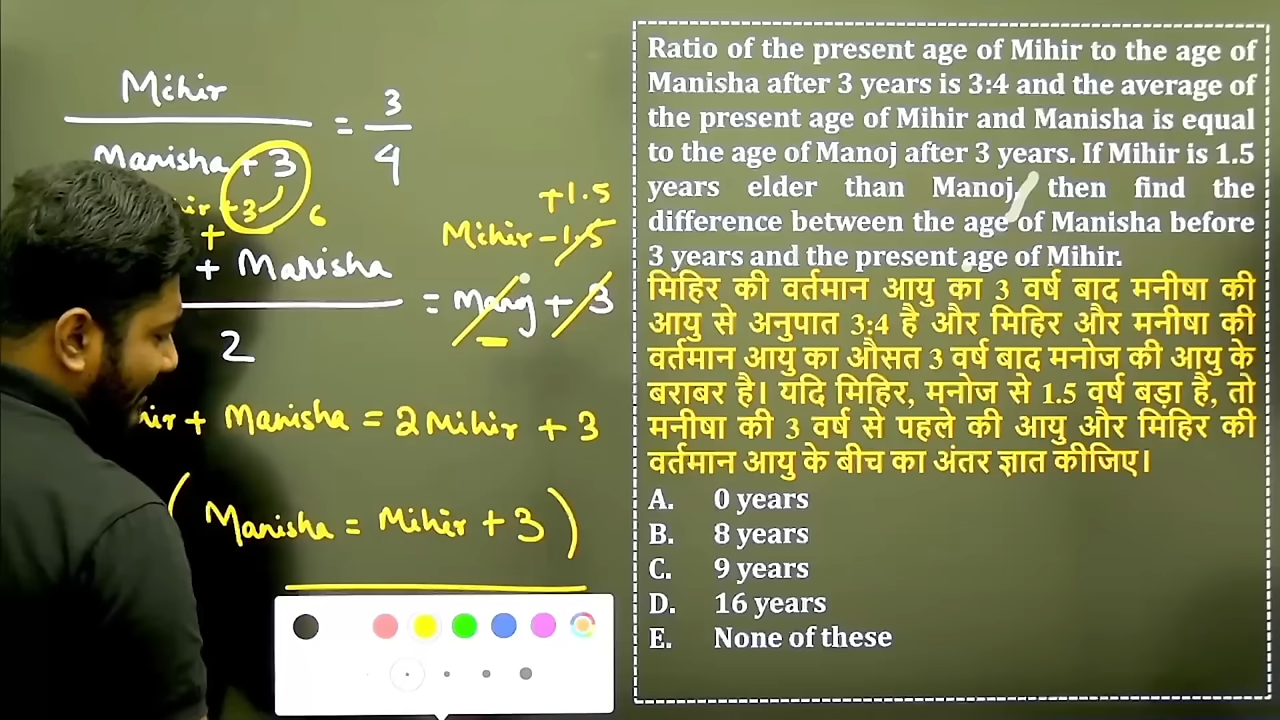 Mihir
Manisha + 3
= 3
4
+3
6
+
+ Manisha
2
= Manoj + 3
Mihir - 1.5
+1.5
+ Manisha = 2 Mihir + 3
( Manisha = Mihir + 3 )
Ratio of the present age of Mihir to the age of
Manisha after 3 years is 3:4 and the average of
the present age of Mihir and Manisha is equal
to the age of Manoj after 3 years. If Mihir is 1.5
years elder than Manoj, then find the
difference between the age of Manisha before
3 years and the present age of Mihir.
मिहिर की वर्तमान आयु का 3 वर्ष बाद मनीषा की
आयु से अनुपात 3:4 है और मिहिर और मनीषा की
वर्तमान आयु का औसत 3 वर्ष बाद मनोज की आयु के
बराबर है। यदि मिहिर, मनोज से 1.5 वर्ष बड़ा है, तो
मनीषा की 3 वर्ष से पहले की आयु और मिहिर की
वर्तमान आयु के बीच का अंतर ज्ञात कीजिए।
A. 0 years
B. 8 years
C. 9 years
D. 16 years
E. None of these